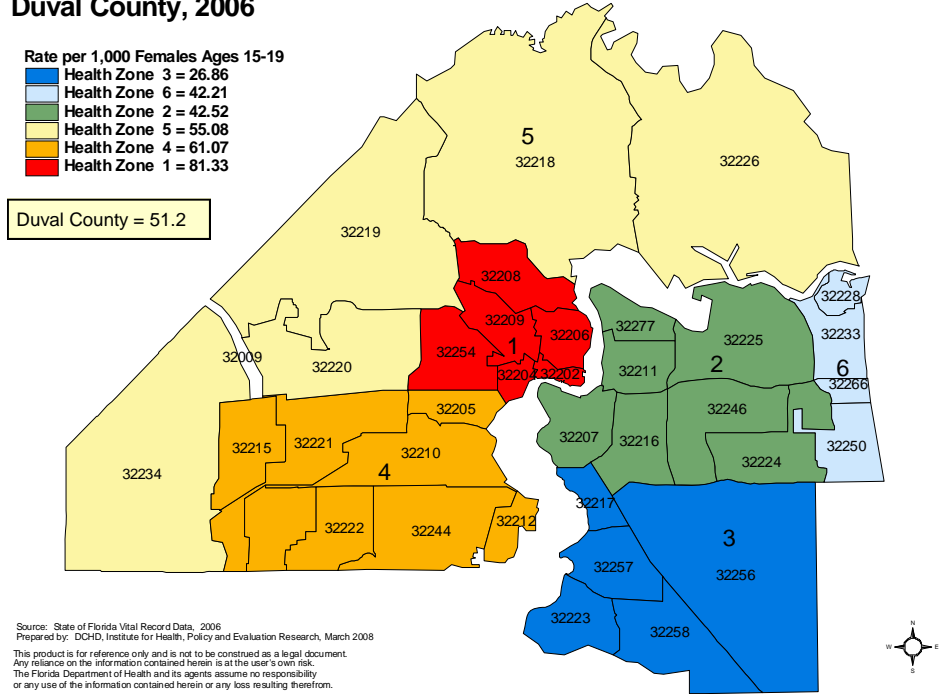 Duval County, 2006
Rate per 1,000 Females Ages 15-19
Health Zone 3 = 26.86
Health Zone 6 = 42.21
Health Zone 2 = 42.52
Health Zone 5 = 55.08
Health Zone 4 = 61.07
Health Zone 1 = 81.33
Duval County = 51.2
5
32218
32226
32219
32208
32228
32209
32277
32206
32233
32225
32009
32254
1
2
32220
32211
6
32204
32202
32266
32205
32246
32215
32221
32207
32216
32250
32210
32224
32234
4
32217
32222
32244
32212
3
32257
32256
32223
32258
Source: State of Florida Vital Record Data, 2006
Prepared by: DCHD, Institute for Health, Policy and Evaluation Research, March 2008
This product is for reference only and is not to be construed as a legal document.
Any reliance on the information contained herein is at the user's own risk.
The Florida Department of Health and its agents assume no responsibility
or any use of the information contained herein or any loss resulting therefrom.
N
W E
S